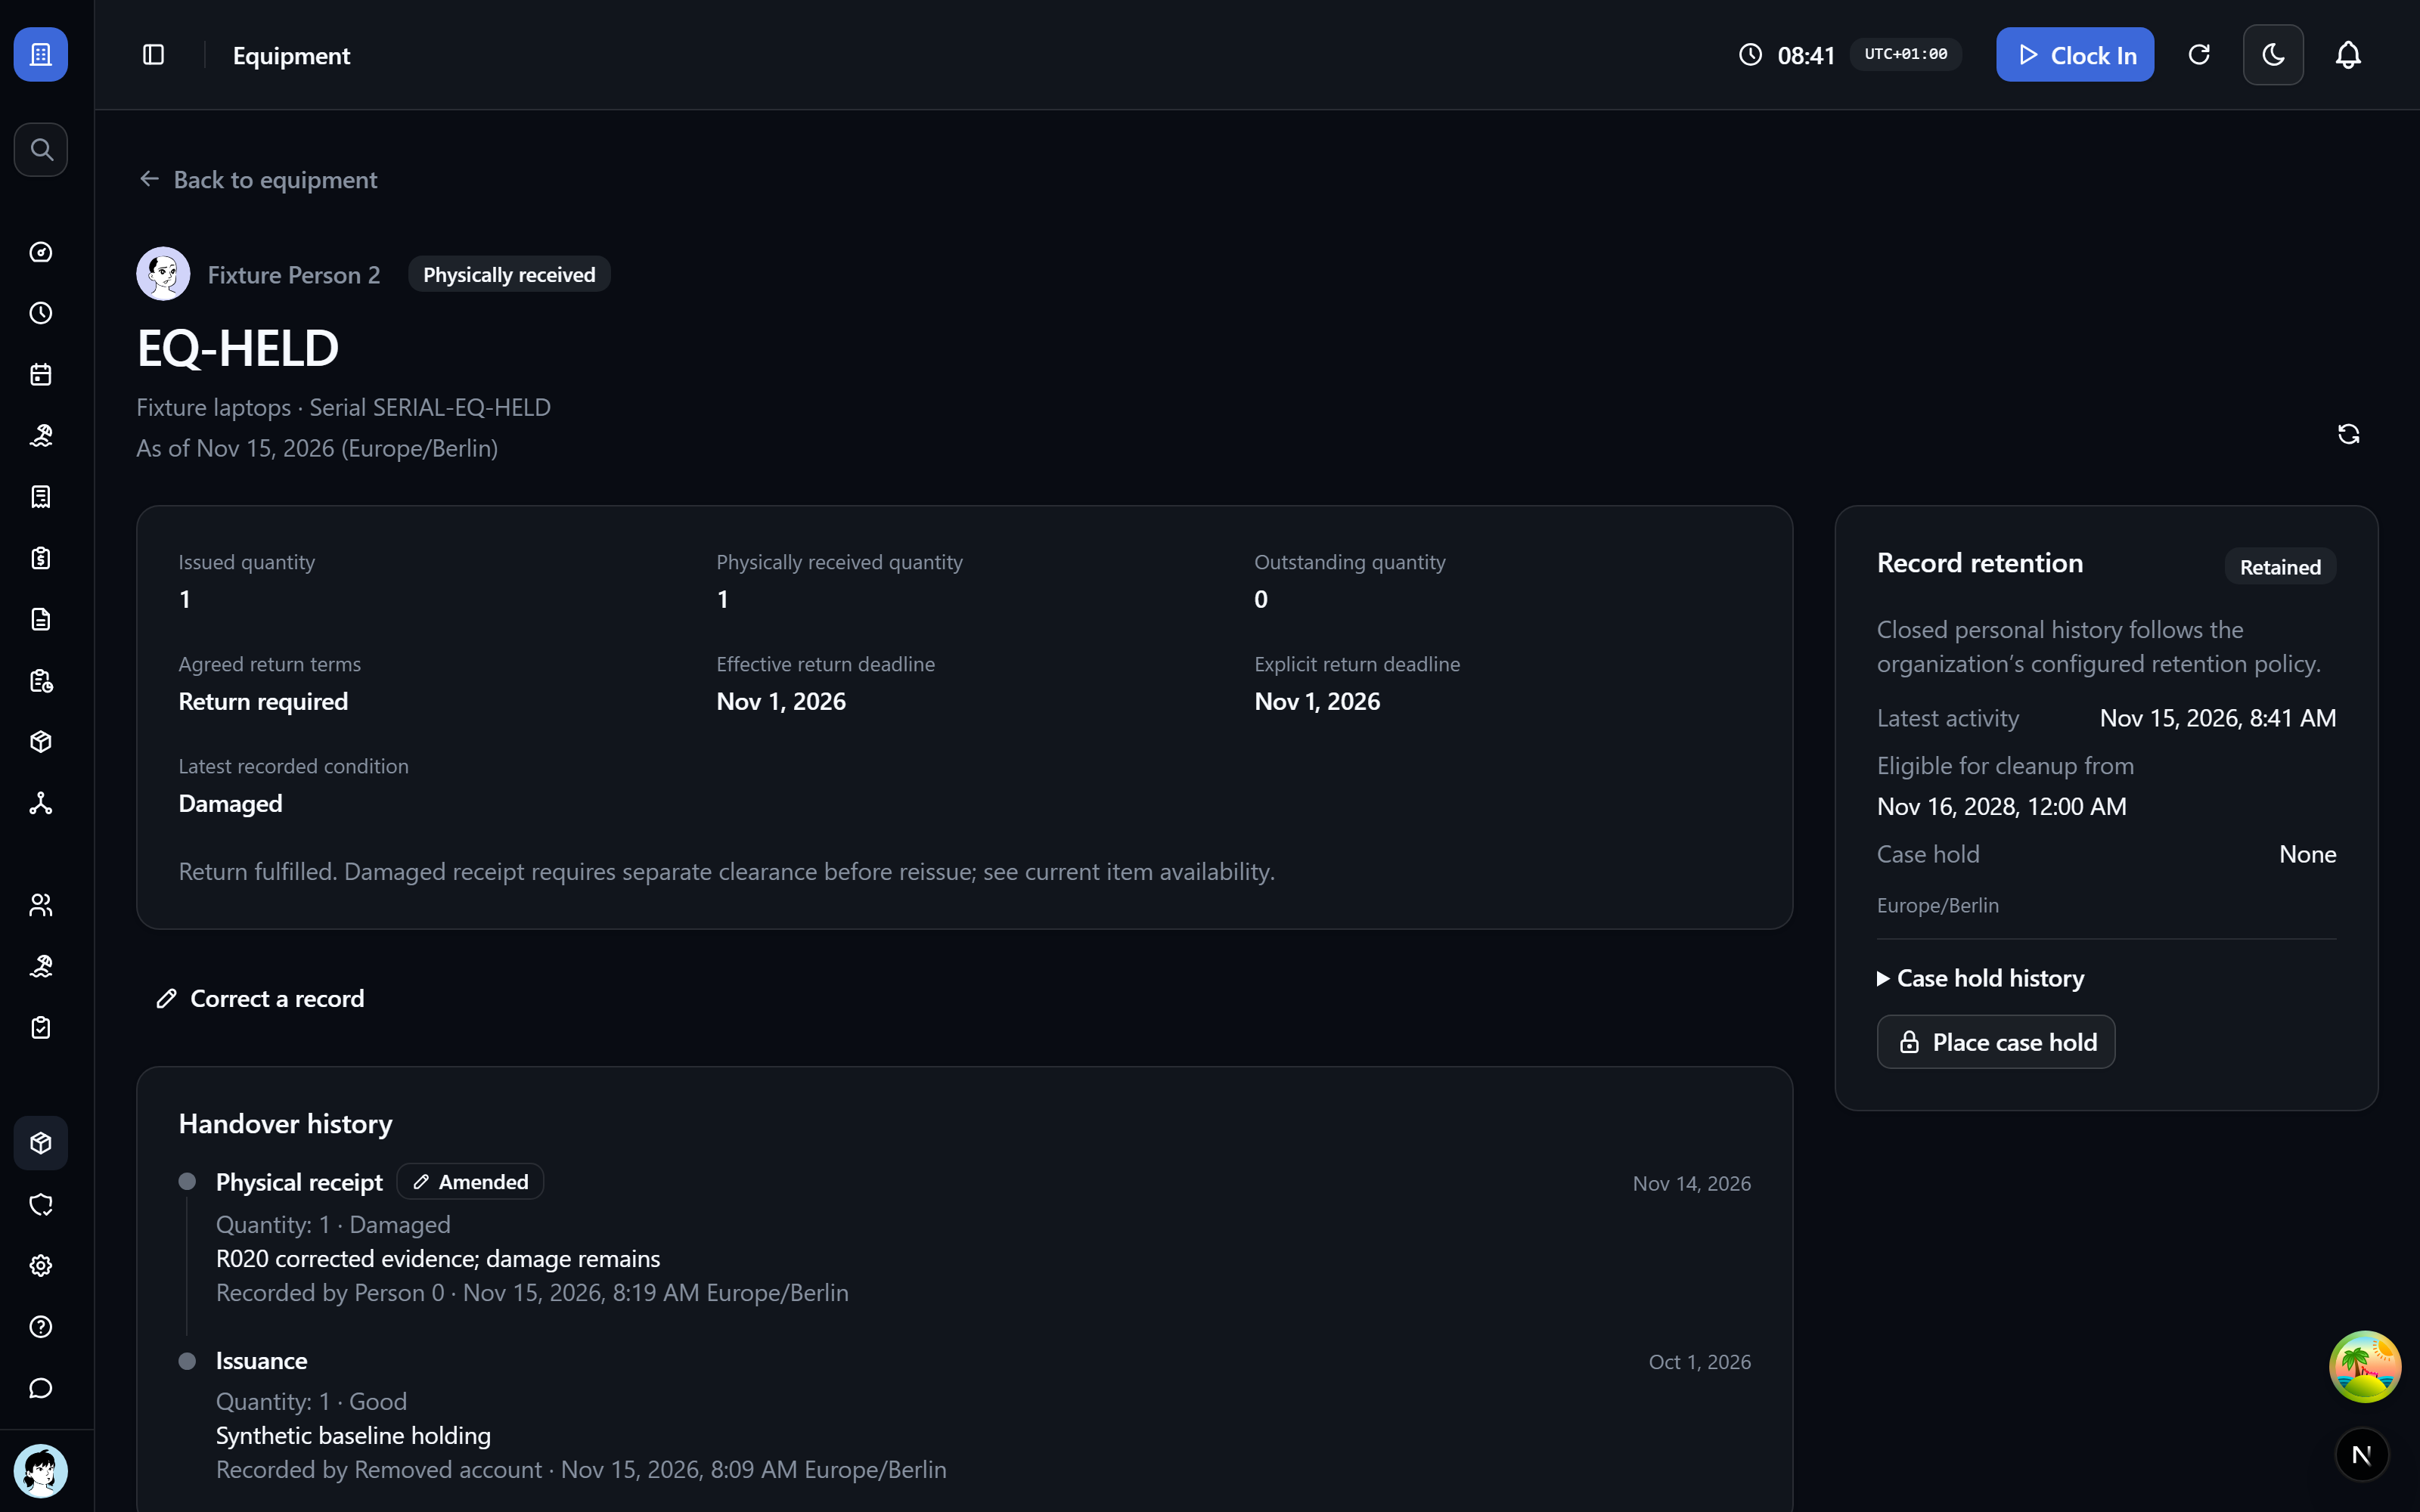 Equipment
08:41
UTC+01:00
Clock In
Back to equipment
Fixture Person 2
Physically received
EQ-HELD
Fixture laptops · Serial SERIAL-EQ-HELD
As of Nov 15, 2026 (Europe/Berlin)
Issued quantity
1
Physically received quantity
1
Outstanding quantity
0
Agreed return terms
Return required
Effective return deadline
Nov 1, 2026
Explicit return deadline
Nov 1, 2026
Latest recorded condition
Damaged
Return fulfilled. Damaged receipt requires separate clearance before reissue; see current item availability.
Correct a record
Handover history
Physical receipt
Amended
Nov 14, 2026
Quantity: 1 · Damaged
R020 corrected evidence; damage remains
Recorded by Person 0 · Nov 15, 2026, 8:19 AM Europe/Berlin
Issuance
Oct 1, 2026
Quantity: 1 · Good
Synthetic baseline holding
Recorded by Removed account · Nov 15, 2026, 8:09 AM Europe/Berlin
Record retention
Retained
Closed personal history follows the
organization’s configured retention policy.
Latest activity
Nov 15, 2026, 8:41 AM
Eligible for cleanup from
Nov 16, 2028, 12:00 AM
Case hold
None
Europe/Berlin
Case hold history
Place case hold
N